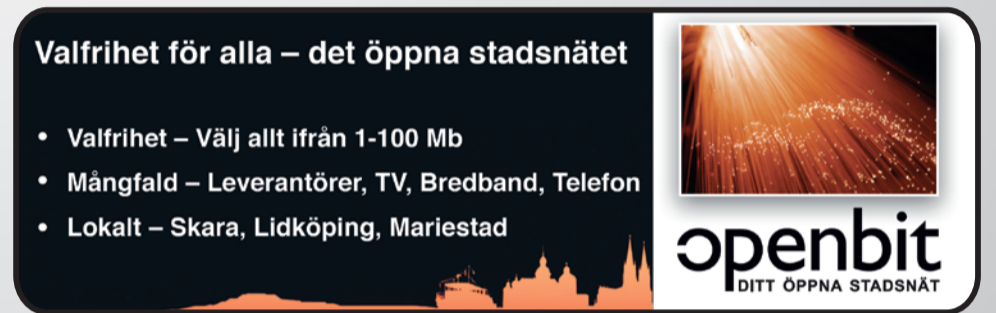 Valfrihet för alla – det öppna stadsnätet
• Valfrihet – Välj allt ifrån 1-100 Mb
• Mångfald – Leverantörer, TV, Bredband, Telefon
• Lokalt – Skara, Lidköping, Mariestad
openbit
DITT ÖPPNA STADSNÄT